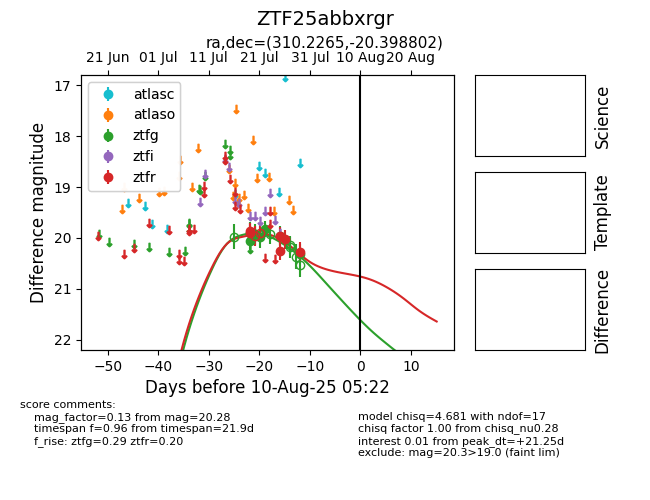 ZTF25abbxrgr
ra,dec=(310.2265,-20.398802)
21 Jun 01 Jul 11 Jul 21 Jul 31 Jul 10 Aug 20 Aug
17
18
19
20
21
22
Difference magnitude
atlasc
atlaso
ztfg
ztfi
ztfr
−50 −40 −30 −20 −10 0 10
Days before 10-Aug-25 05:22
Science
Template
Difference
score comments:
mag_factor=0.13 from mag=20.28
timespan f=0.96 from timespan=21.9d
f_rise: ztfg=0.29 ztfr=0.20
model chisq=4.681 with ndof=17
chisq factor 1.00 from chisq_nu0.28
interest 0.01 from peak_dt=+21.25d
exclude: mag=20.3>19.0 (faint lim)